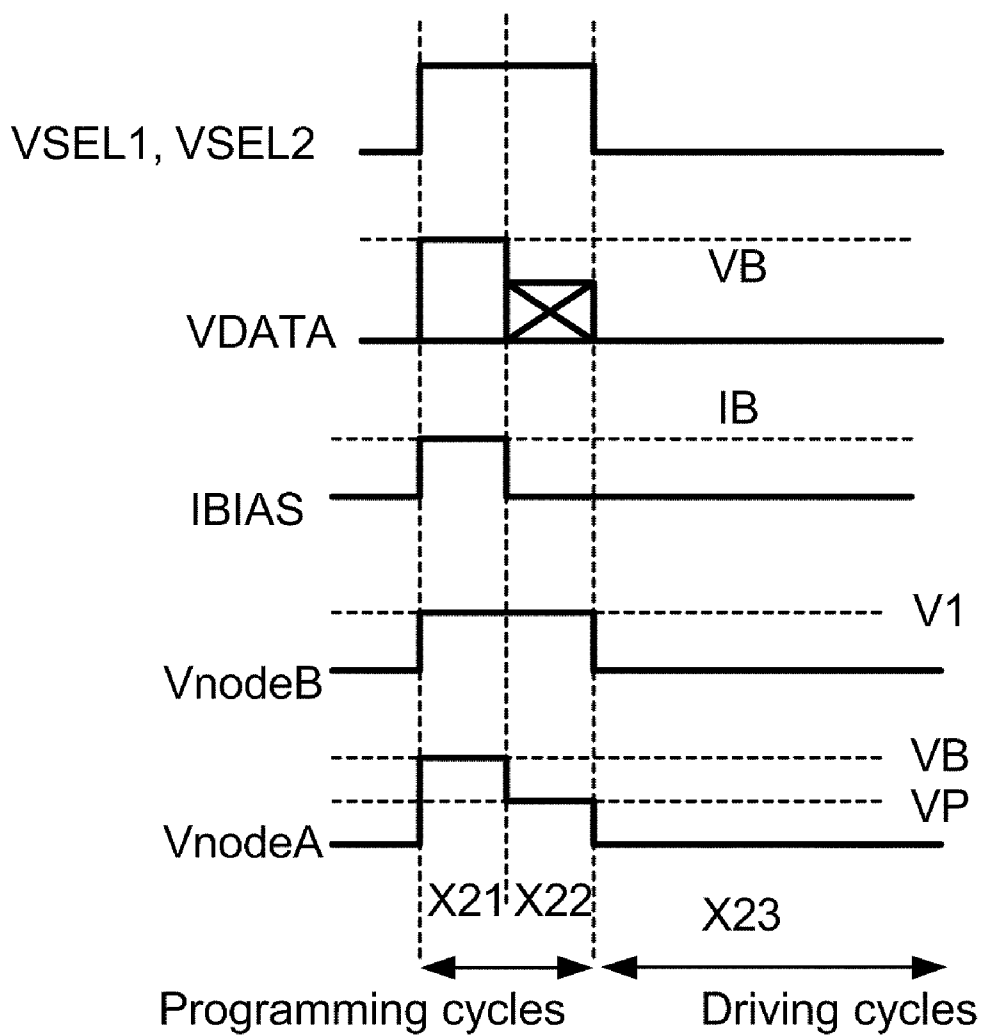 VSEL1, VSEL2
VB
VDATA
IB
IBIAS
V1
VnodeB
VB
VP
VnodeA
X21 X22 X23
Programming cycles Driving cycles